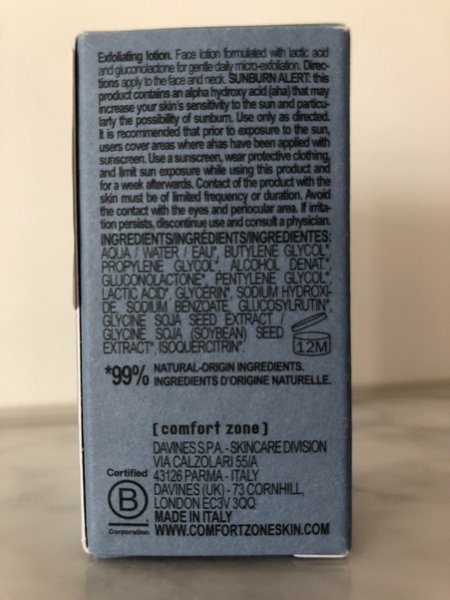 Exfoliating lotion. Face lotion formulated with lactic acid
and gluconolactone for gentle daily micro-exfoliation. Direc-
tions apply to the face and neck. SUNBURN ALERT: this
product contains an alpha hydroxy acid (aha) that may
increase your skin's sensitivity to the sun and particu-
larly the possibility of sunburn. Use only as directed.
It is recommended that prior to exposure to the sun,
users cover areas where ahas have been applied with
sunscreen. Use a sunscreen, wear protective clothing,
and limit sun exposure while using this product and
for a week afterwards. Contact of the product with the
skin must be of limited frequency or duration. Avoid
the contact with the eyes and periocular area. If irrita-
tion persists, discontinue use and consult a physician.
INGREDIENTS/INGRÉDIENTS/INGREDIENTES:
AQUA / WATER / EAU*, BUTYLENE GLYCOL*,
PROPYLENE GLYCOL*, ALCOHOL DENAT.*,
GLUCONOLACTONE*, PENTYLENE GLYCOL*,
LACTIC ACID*, GLYCERIN*, SODIUM HYDROXI-
DE, SODIUM BENZOATE, GLUCOSYLRUTIN*,
GLYCINE SOJA SEED EXTRACT /
GLYCINE SOJA (SOYBEAN) SEED
EXTRACT*, ISOQUERCITRIN*.
12M
*99% NATURAL-ORIGIN INGREDIENTS.
INGREDIENTS D'ORIGINE NATURELLE.
[ comfort zone ]
DAVINES S.P.A. - SKINCARE DIVISION
VIA CALZOLARI 55/A
43126 PARMA - ITALY
DAVINES (UK) - 73 CORNHILL,
LONDON EC3V 3QQ
MADE IN ITALY
WWW.COMFORTZONESKIN.COM
Certified
B
Corporation